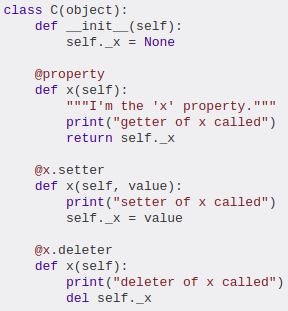 class C(object):
    def __init__(self):
        self._x = None

    @property
    def x(self):
        """I'm the 'x' property."""
        print("getter of x called")
        return self._x

    @x.setter
    def x(self, value):
        print("setter of x called")
        self._x = value

    @x.deleter
    def x(self):
        print("deleter of x called")
        del self._x